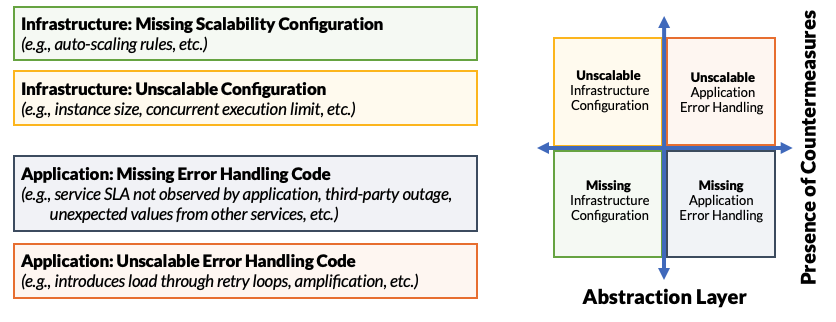 Infrastructure: Missing Scalability Configuration
(e.g., auto-scaling rules, etc.)
Infrastructure: Unscalable Configuration
(e.g., instance size, concurrent execution limit, etc.)
Application: Missing Error Handling Code
(e.g., service SLA not observed by application, third-party outage,
unexpected values from other services, etc.)
Application: Unscalable Error Handling Code
(e.g., introduces load through retry loops, amplification, etc.)
Unscalable
Infrastructure
Configuration
Unscalable
Application
Error Handling
Missing
Infrastructure
Configuration
Missing
Application
Error Handling
Abstraction Layer
Presence of Countermeasures